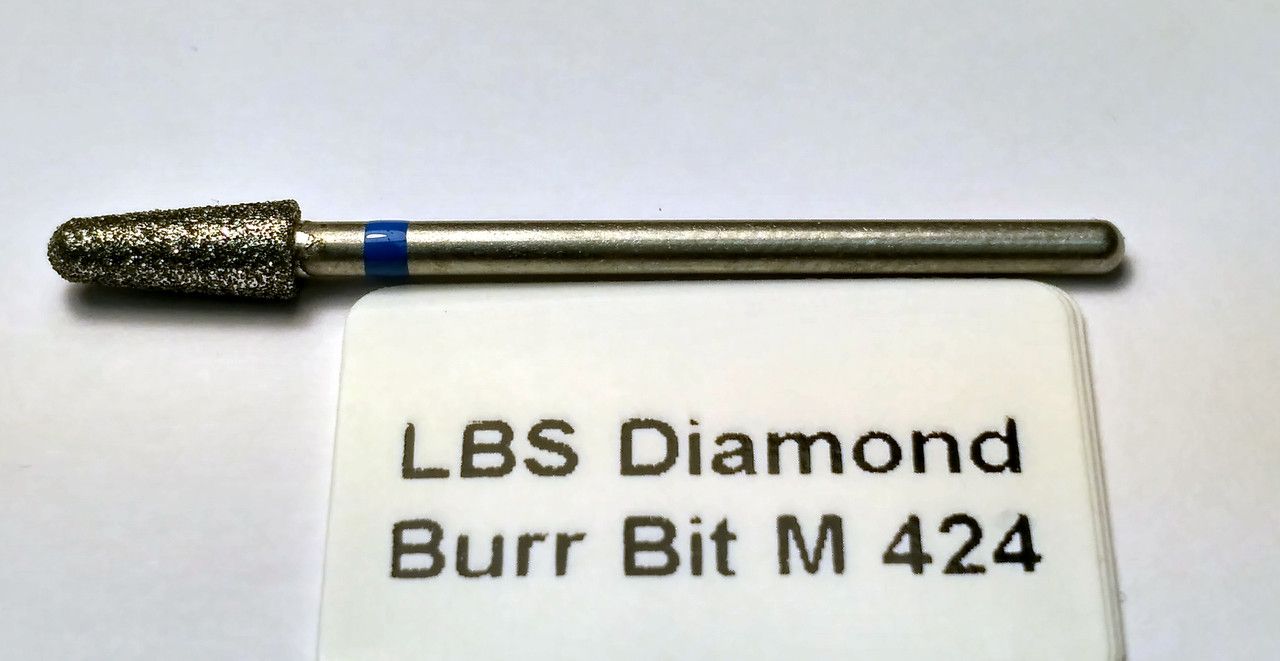 LBS Diamond
Burr Bit M 424